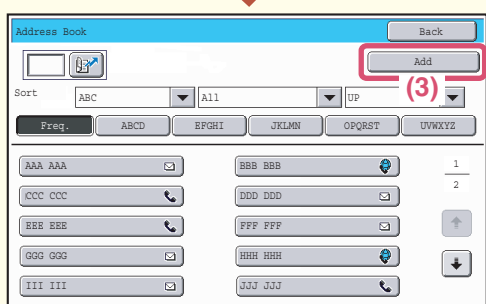 Address Book Back
Add
(3)
Sort ABC All UP
Freq. ABCD EFGHI JKLMN OPQRST UVWXYZ
AAA AAA BBB BBB 1
2
CCC CCC DDD DDD
EEE EEE FFF FFF
GGG GGG HHH HHH
III III JJJ JJJ